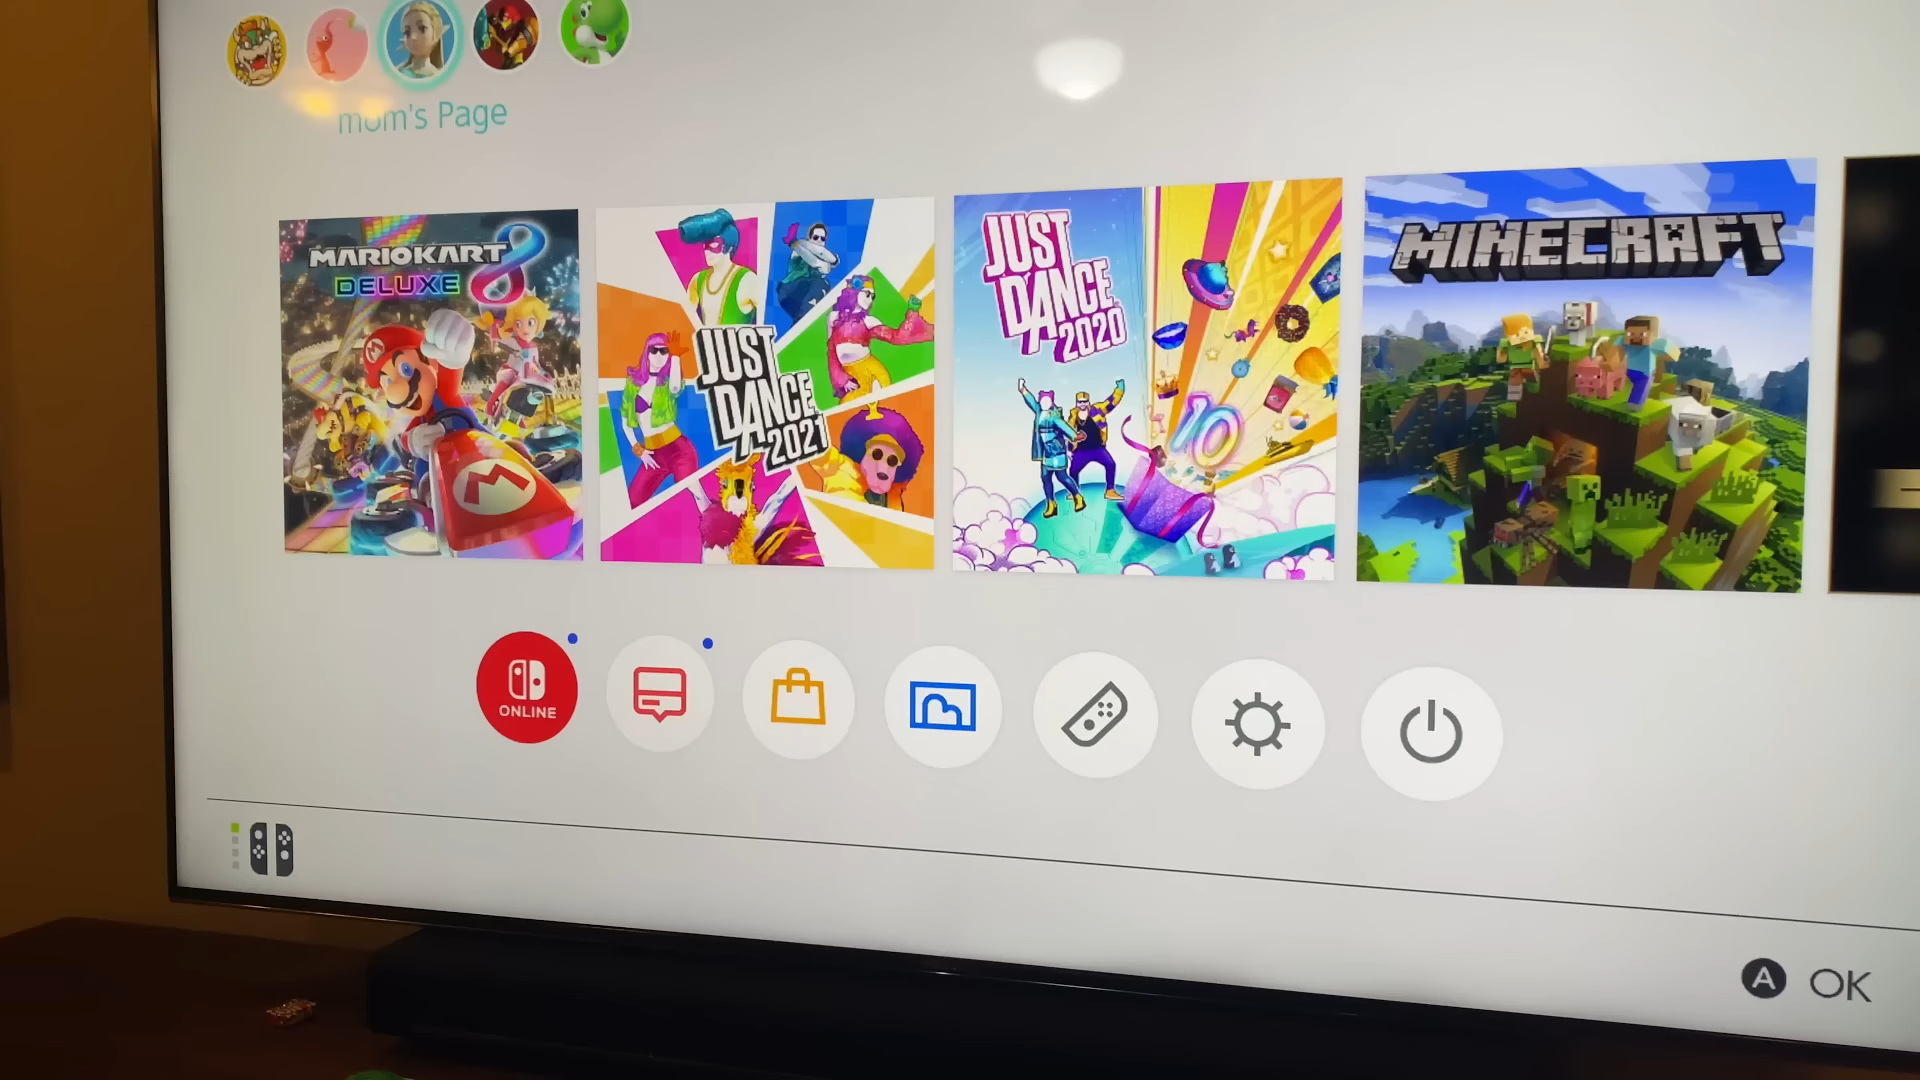 mom's Page
MARIOKART 8
DELUXE
JUST
DANCE
2021
JUST
DANCE
2020
10
MINECRAFT
M
M
ONLINE
A OK